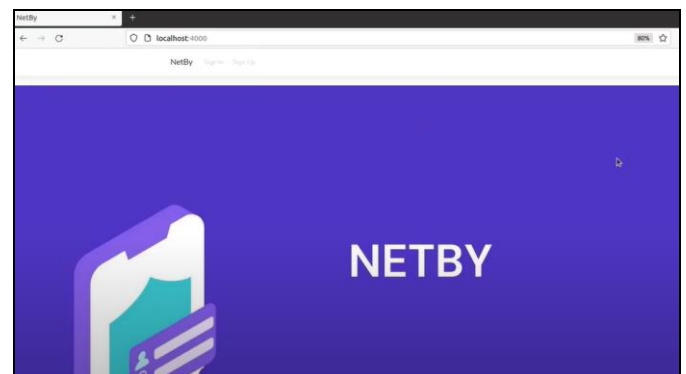 NetBy
localhost:4000
80%
NetBy Sign In Sign Up
NETBY